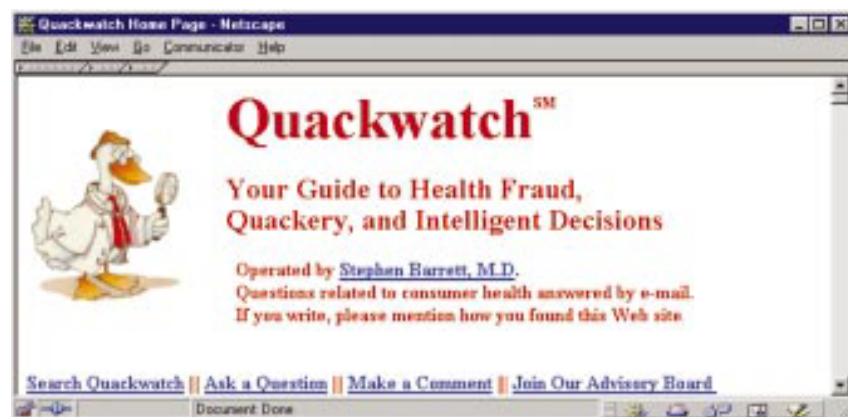 Quackwatch Home Page - Netscape
File Edit View Go Communicator Help
Quackwatch℠
Your Guide to Health Fraud,
Quackery, and Intelligent Decisions
Operated by Stephen Barrett, M.D.
Questions related to consumer health answered by e-mail.
If you write, please mention how you found this Web site
Search Quackwatch || Ask a Question || Make a Comment || Join Our Advisory Board
Document Done